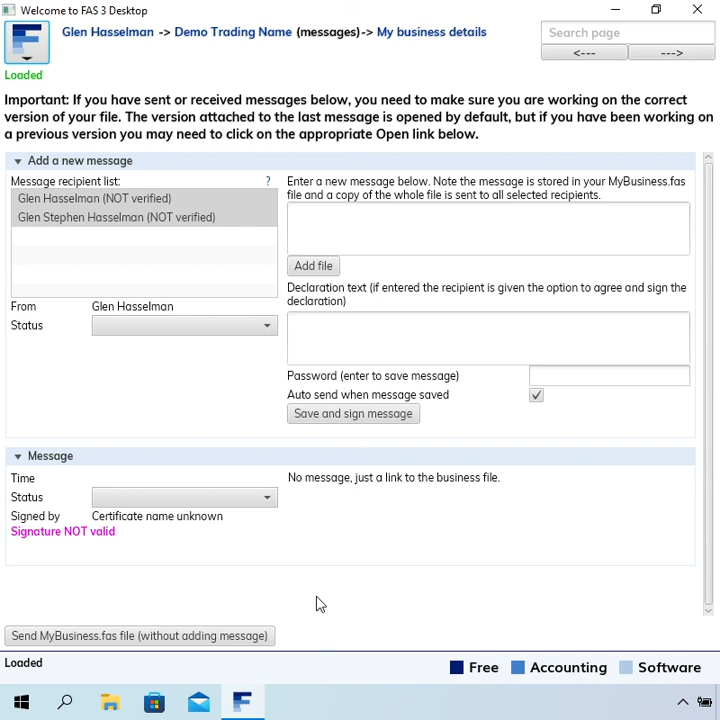 Welcome to FAS 3 Desktop
Glen Hasselman -> Demo Trading Name (messages)-> My business details
Search page
<---
--->
Loaded
Important: If you have sent or received messages below, you need to make sure you are working on the correct
version of your file. The version attached to the last message is opened by default, but if you have been working on
a previous version you may need to click on the appropriate Open link below.
Add a new message
Message recipient list:
?
Glen Hasselman (NOT verified)
Glen Stephen Hasselman (NOT verified)
From
Glen Hasselman
Status
Enter a new message below. Note the message is stored in your MyBusiness.fas
file and a copy of the whole file is sent to all selected recipients.
Add file
Declaration text (if entered the recipient is given the option to agree and sign the
declaration)
Password (enter to save message)
Auto send when message saved
Save and sign message
Message
Time
Status
Signed by
Certificate name unknown
Signature NOT valid
No message, just a link to the business file.
Send MyBusiness.fas file (without adding message)
Loaded
Free
Accounting
Software